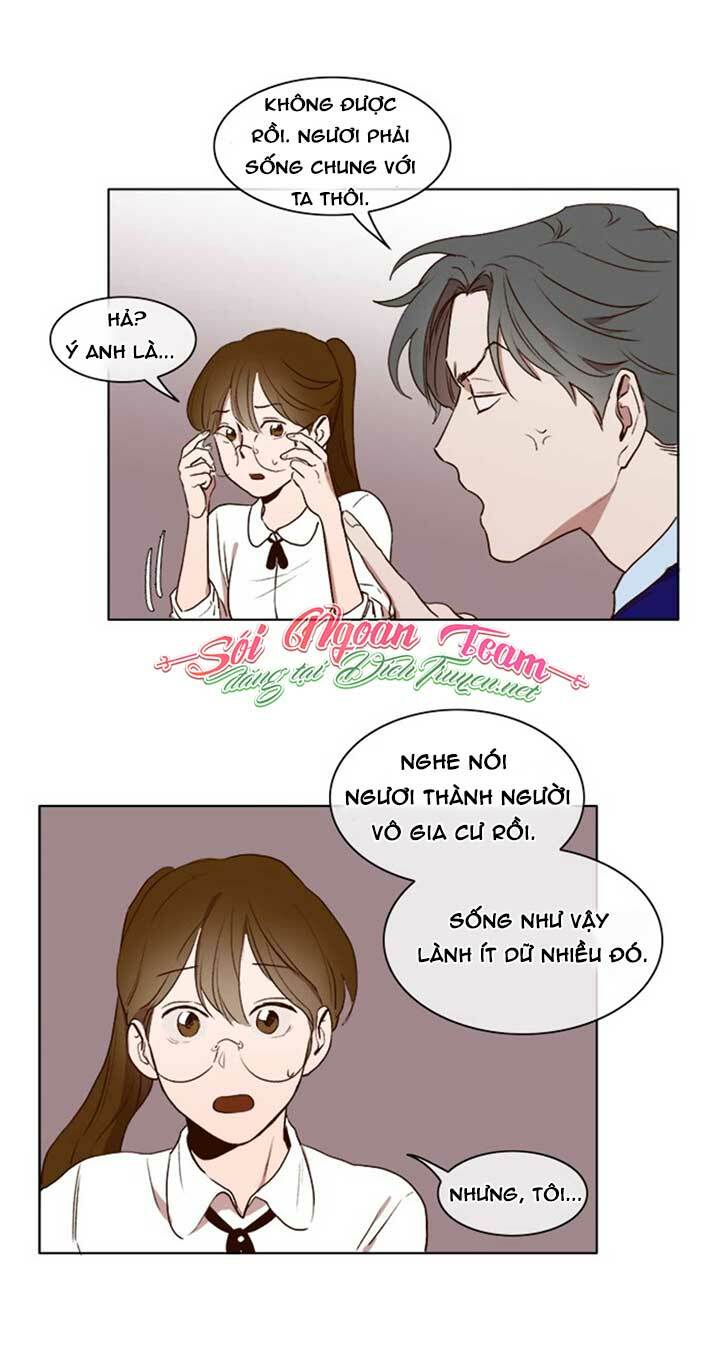 KHÔNG ĐƯỢC
RỒI. NGƯƠI PHẢI
SỐNG CHUNG VỚI
TA THÔI.
HẢ?
Ý ANH LÀ...
Sói Ngoan Team
đăng tại DichTruyen.net
NGHE NÓI
NGƯƠI THÀNH NGƯỜI
VÔ GIA CƯ RỒI.
SỐNG NHƯ VẬY
LÀNH ÍT DỮ NHIỀU ĐÓ.
NHƯNG, TÔI...